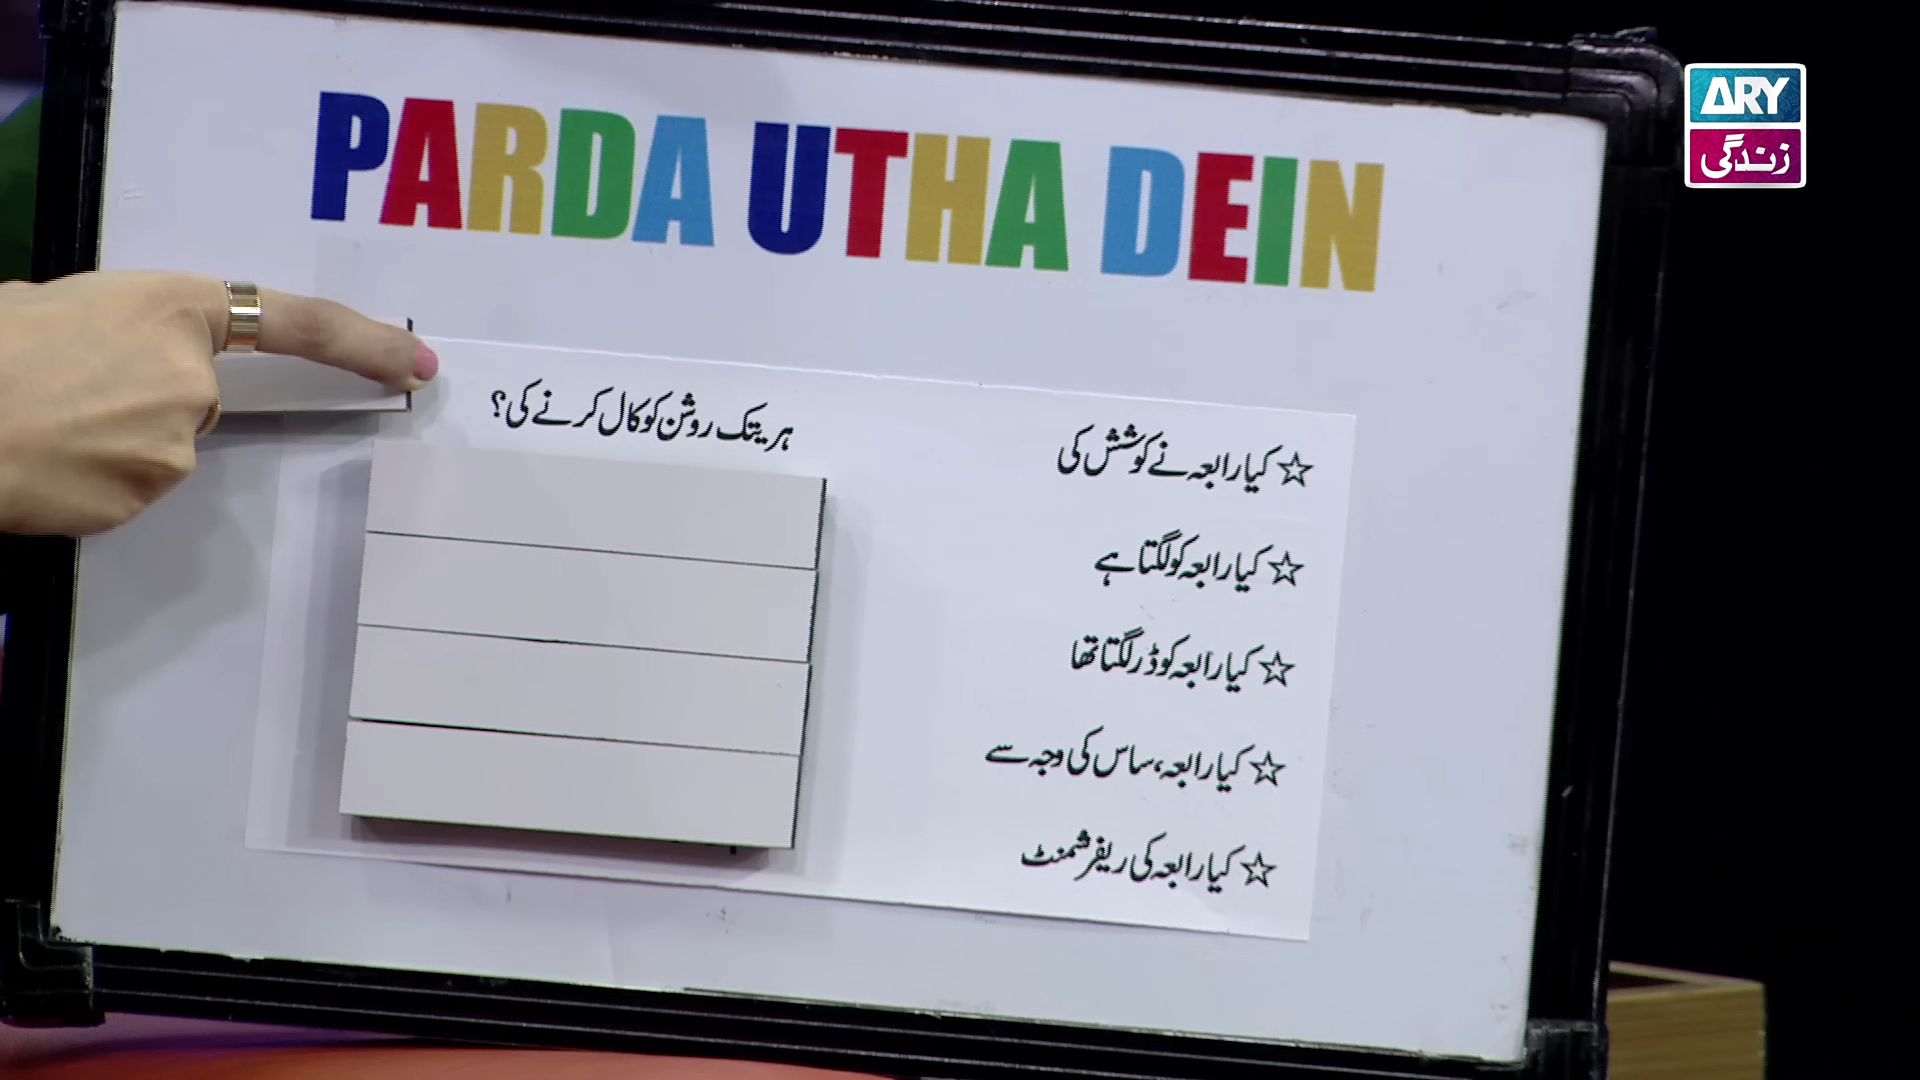 PARDA UTHA DEIN
ARY
زندگی
☆ کیا رابعہ نے کوشش کی ہریتک روشن کو کال کرنے کی؟
☆ کیا رابعہ کو لگتا ہے
☆ کیا رابعہ کو ڈر لگتا تھا
☆ کیا رابعہ، ساس کی وجہ سے
☆ کیا رابعہ کی ریفرشمنٹ